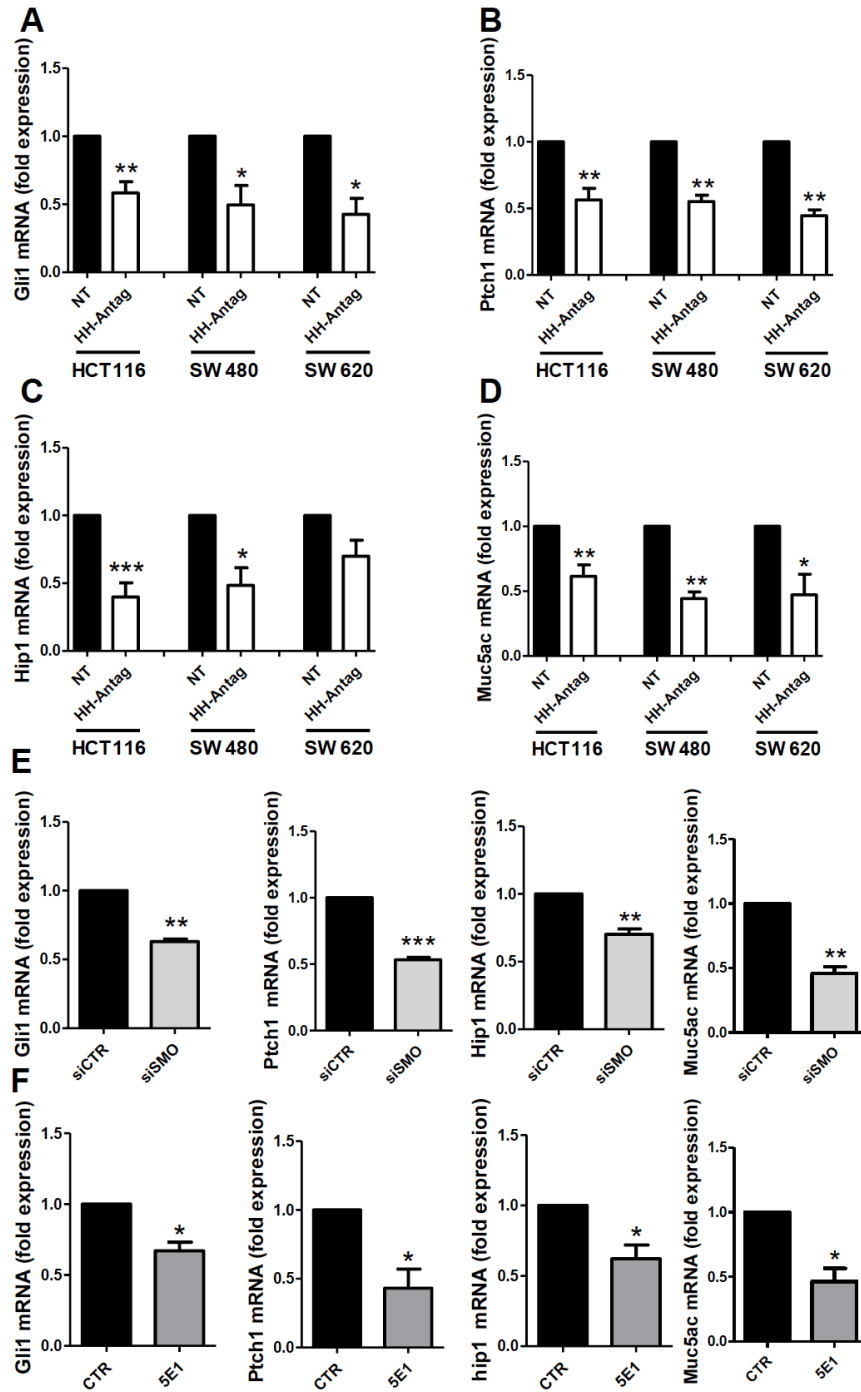 A
Gli1 mRNA (fold expression)
1.5
1.0
0.5
0.0
**
*
*
NT
HH-Antag
NT
HH-Antag
NT
HH-Antag
HCT116
SW 480
SW 620
B
Ptch1 mRNA (fold expression)
1.5
1.0
0.5
0.0
**
**
**
NT
HH-Antag
NT
HH-Antag
NT
HH-Antag
HCT116
SW 480
SW 620
C
Hip1 mRNA (fold expression)
1.5
1.0
0.5
0.0
***
*
NT
HH-Antag
NT
HH-Antag
NT
HH-Antag
HCT116
SW 480
SW 620
D
Muc5ac mRNA (fold expression)
1.5
1.0
0.5
0.0
**
**
*
NT
HH-Antag
NT
HH-Antag
NT
HH-Antag
HCT116
SW 480
SW 620
E
Gli1 mRNA (fold expression)
1.5
1.0
0.5
0.0
**
siCTR
siSMO
Ptch1 mRNA (fold expression)
1.5
1.0
0.5
0.0
***
siCTR
siSMO
Hip1 mRNA (fold expression)
1.5
1.0
0.5
0.0
**
siCTR
siSMO
Muc5ac mRNA (fold expression)
1.5
1.0
0.5
0.0
**
siCTR
siSMO
F
Gli1 mRNA (fold expression)
1.5
1.0
0.5
0.0
*
CTR
5E1
Ptch1 mRNA (fold expression)
1.5
1.0
0.5
0.0
*
CTR
5E1
hip1 mRNA (fold expression)
1.5
1.0
0.5
0.0
*
CTR
5E1
Muc5ac mRNA (fold expression)
1.5
1.0
0.5
0.0
*
CTR
5E1